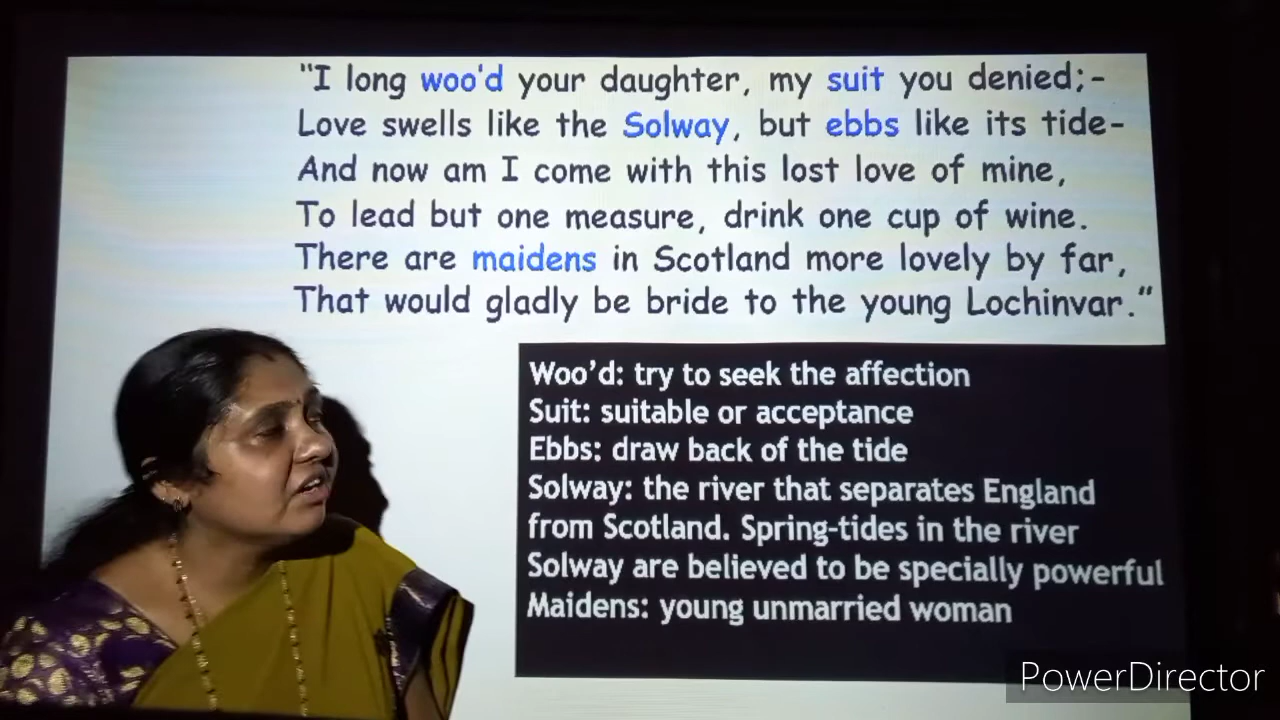 "I long woo'd your daughter, my suit you denied;-
Love swells like the Solway, but ebbs like its tide-
And now am I come with this lost love of mine,
To lead but one measure, drink one cup of wine.
There are maidens in Scotland more lovely by far,
That would gladly be bride to the young Lochinvar."
Woo'd: try to seek the affection
Suit: suitable or acceptance
Ebbs: draw back of the tide
Solway: the river that separates England
from Scotland. Spring-tides in the river
Solway are believed to be specially powerful
Maidens: young unmarried woman
PowerDirector